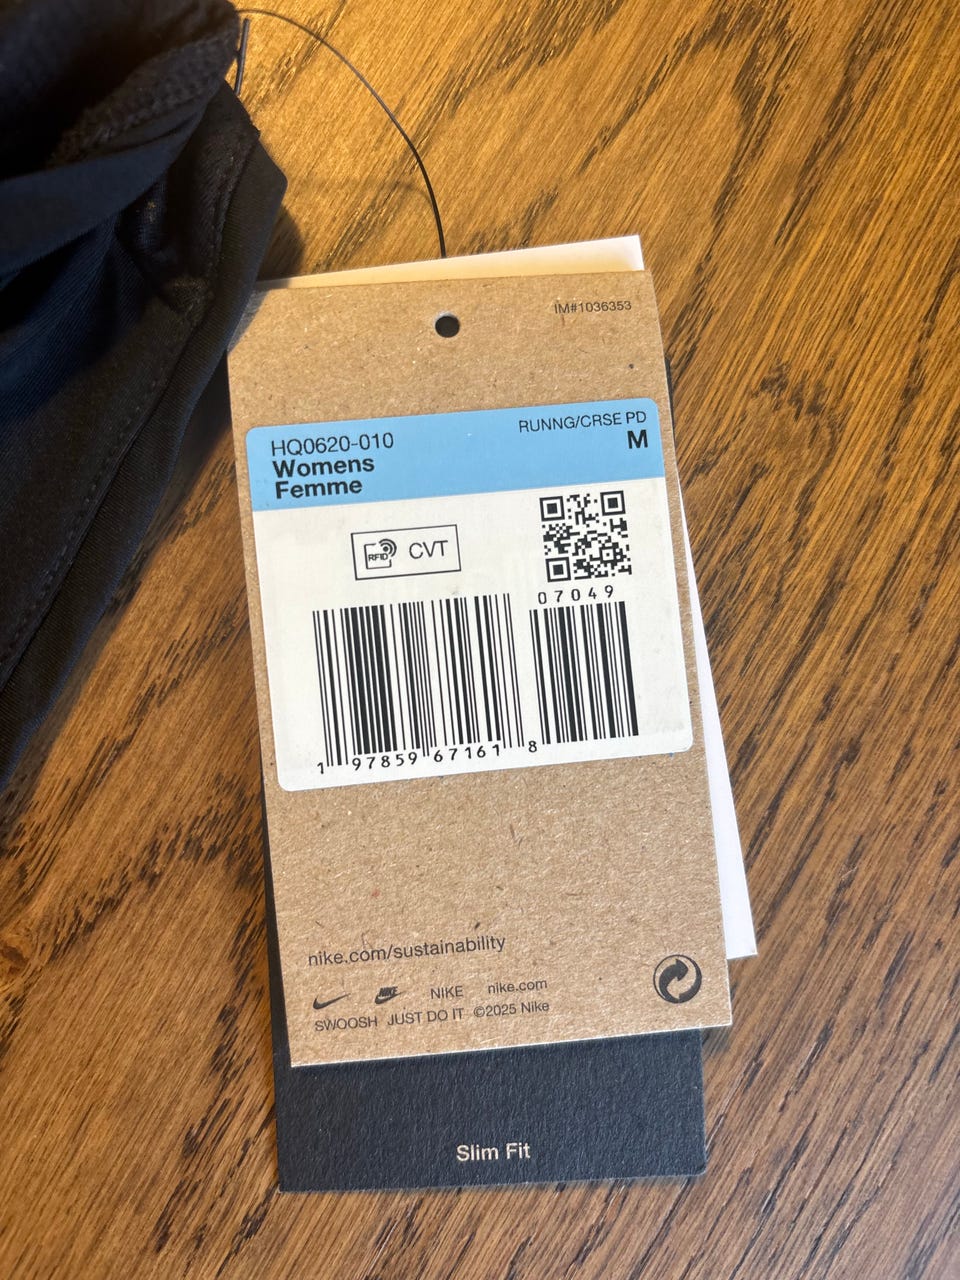 IM#1036353
HQ0620-010
RUNNG/CRSE PD
Womens
M
Femme
RFID CVT
07049
1 97859 67161 8
nike.com/sustainability
NIKE NIKE nike.com
SWOOSH JUST DO IT ©2025 Nike
Slim Fit